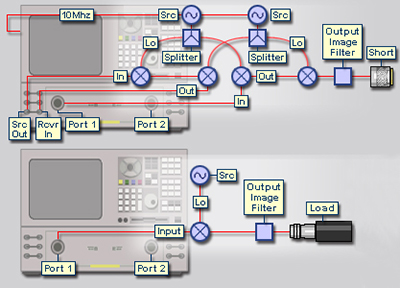 10Mhz
Src
Src
Lo
Lo
Splitter
Splitter
Output
Image
Filter
Short
In
Out
Out
In
Src
Out
Rcvr
In
Port 1
Port 2
Src
Lo
Output
Image
Filter
Load
Input
Port 1
Port 2